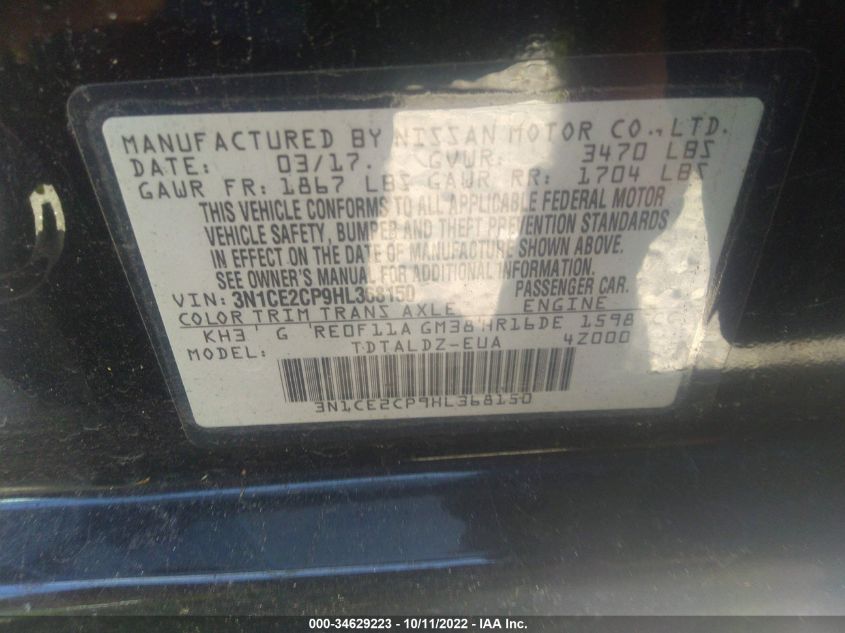 MANUFACTURED BY NISSAN MOTOR CO., LTD.
DATE: 03/17. GVWR: 3470 LBS
GAWR FR: 1867 LBS GAWR RR: 1704 LBS
THIS VEHICLE CONFORMS TO ALL APPLICABLE FEDERAL MOTOR
VEHICLE SAFETY, BUMPER AND THEFT PREVENTION STANDARDS
IN EFFECT ON THE DATE OF MANUFACTURE SHOWN ABOVE.
SEE OWNER'S MANUAL FOR ADDITIONAL INFORMATION
VIN: 3N1CE2CP9HL368150 PASSENGER CAR.
COLOR TRIM TRANS AXLE ENGINE
KH3 G RE0F11A GM38 HR16DE 1598 CC
MODEL: TDTALDZ-EUA 4Z000
3N1CE2CP9HL368150
000-34629223 - 10/11/2022 - IAA Inc.